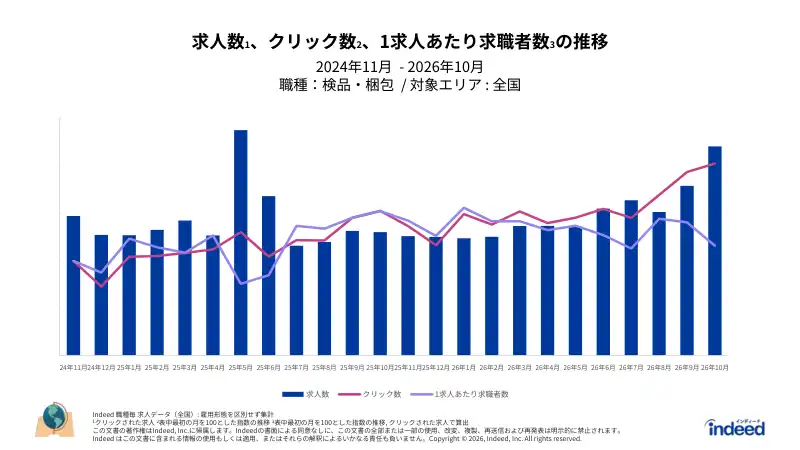 求人数1、クリック数2、1求人あたり求職者数3の推移
2024年11月 - 2026年10月
職種：検品・梱包 / 対象エリア : 全国
24年11月 24年12月 25年1月 25年2月 25年3月 25年4月 25年5月 25年6月 25年7月 25年8月 25年9月 25年10月 25年11月 25年12月 26年1月 26年2月 26年3月 26年4月 26年5月 26年6月 26年7月 26年8月 26年9月 26年10月
求人数 クリック数 1求人あたり求職者数
Indeed 職種毎 求人データ（全国）: 雇用形態を区別せず集計
¹クリックされた求人 ²表中最初の月を100とした指数の推移 ³表中最初の月を100とした指数の推移, クリックされた求人で算出
この文書の著作権はIndeed, Inc.に帰属します。Indeedの書面による同意なしに、この文書の全部または一部の使用、改変、複製、再送信および再発表は明示的に禁止されます。
Indeed はこの文書に含まれる情報の使用もしくは適用、またはそれらの解釈によるいかなる責任も負いません。Copyright © 2026, Indeed, Inc. All rights reserved.
インディード
indeed